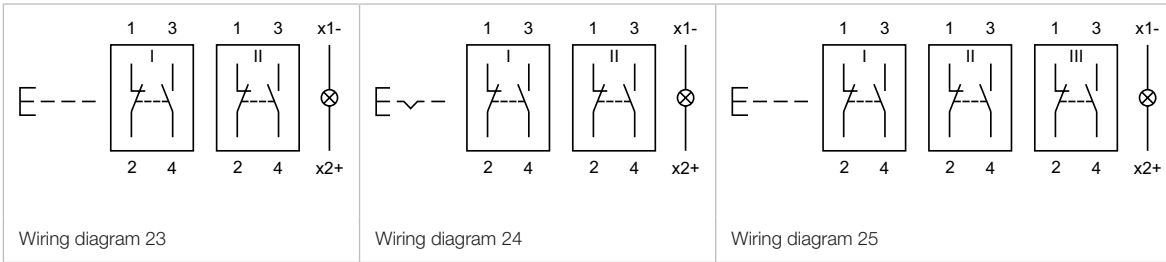 1 3 1 3 x1-
I II
2 4 2 4 x2+
Wiring diagram 23
1 3 1 3 x1-
I II
2 4 2 4 x2+
Wiring diagram 24
1 3 1 3 1 3 x1-
I II III
2 4 2 4 2 4 x2+
Wiring diagram 25